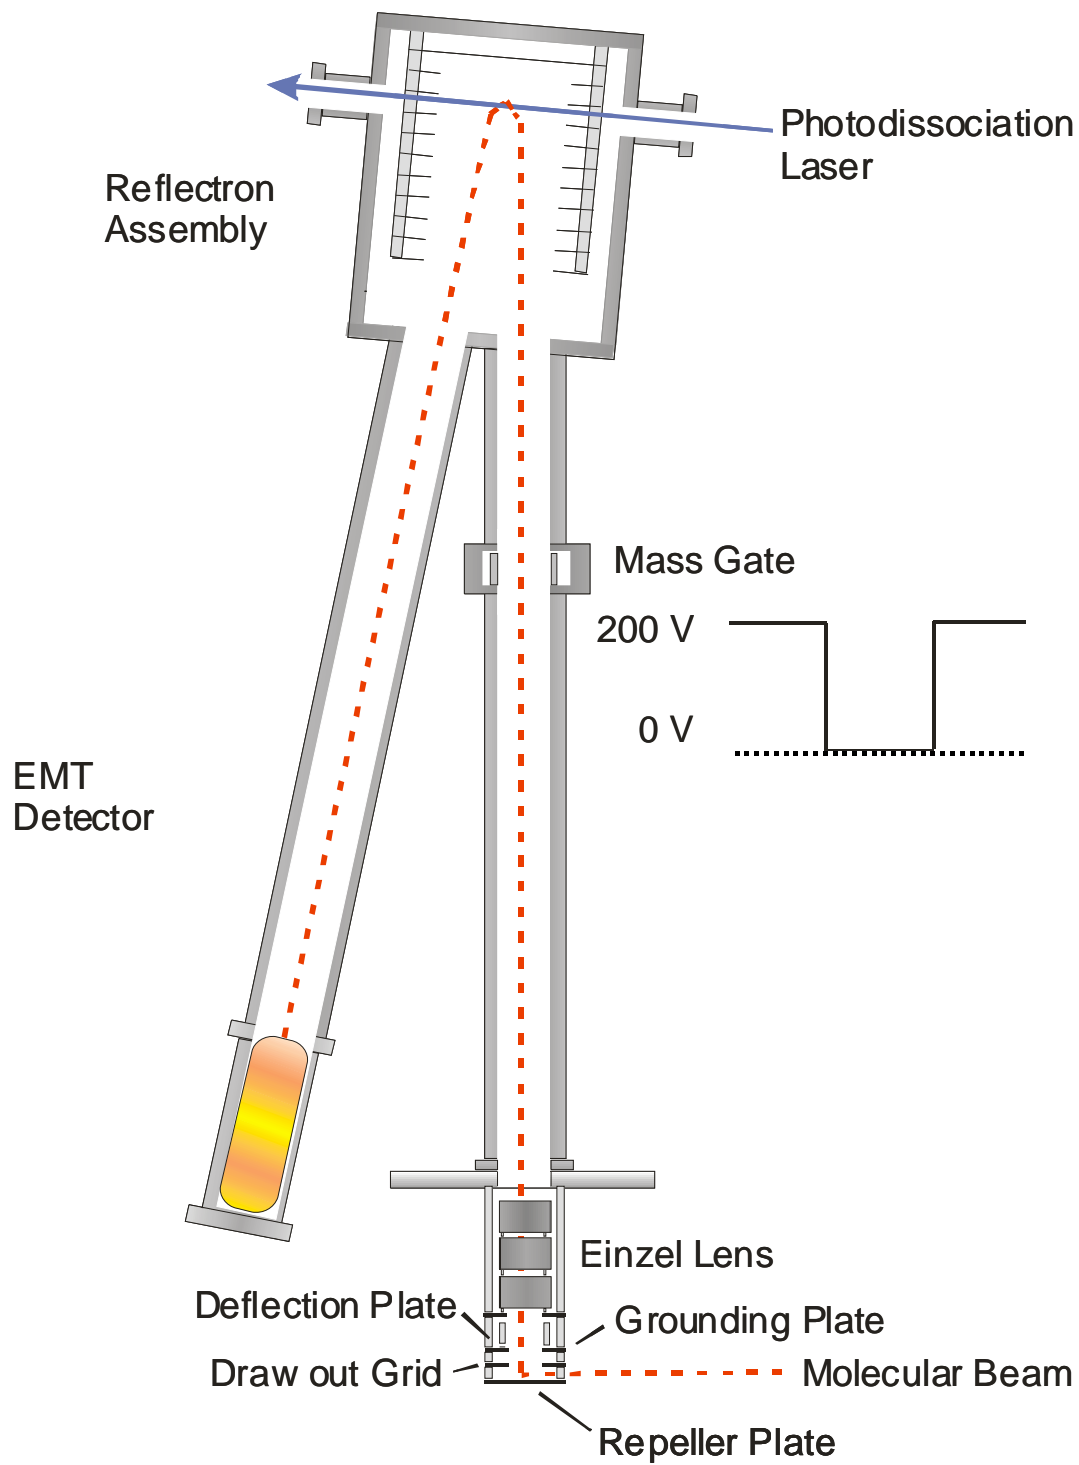 Photodissociation
Laser
Reflectron
Assembly
Mass Gate
200 V
0 V
EMT
Detector
Einzel Lens
Deflection Plate
Grounding Plate
Draw out Grid
Molecular Beam
Repeller Plate